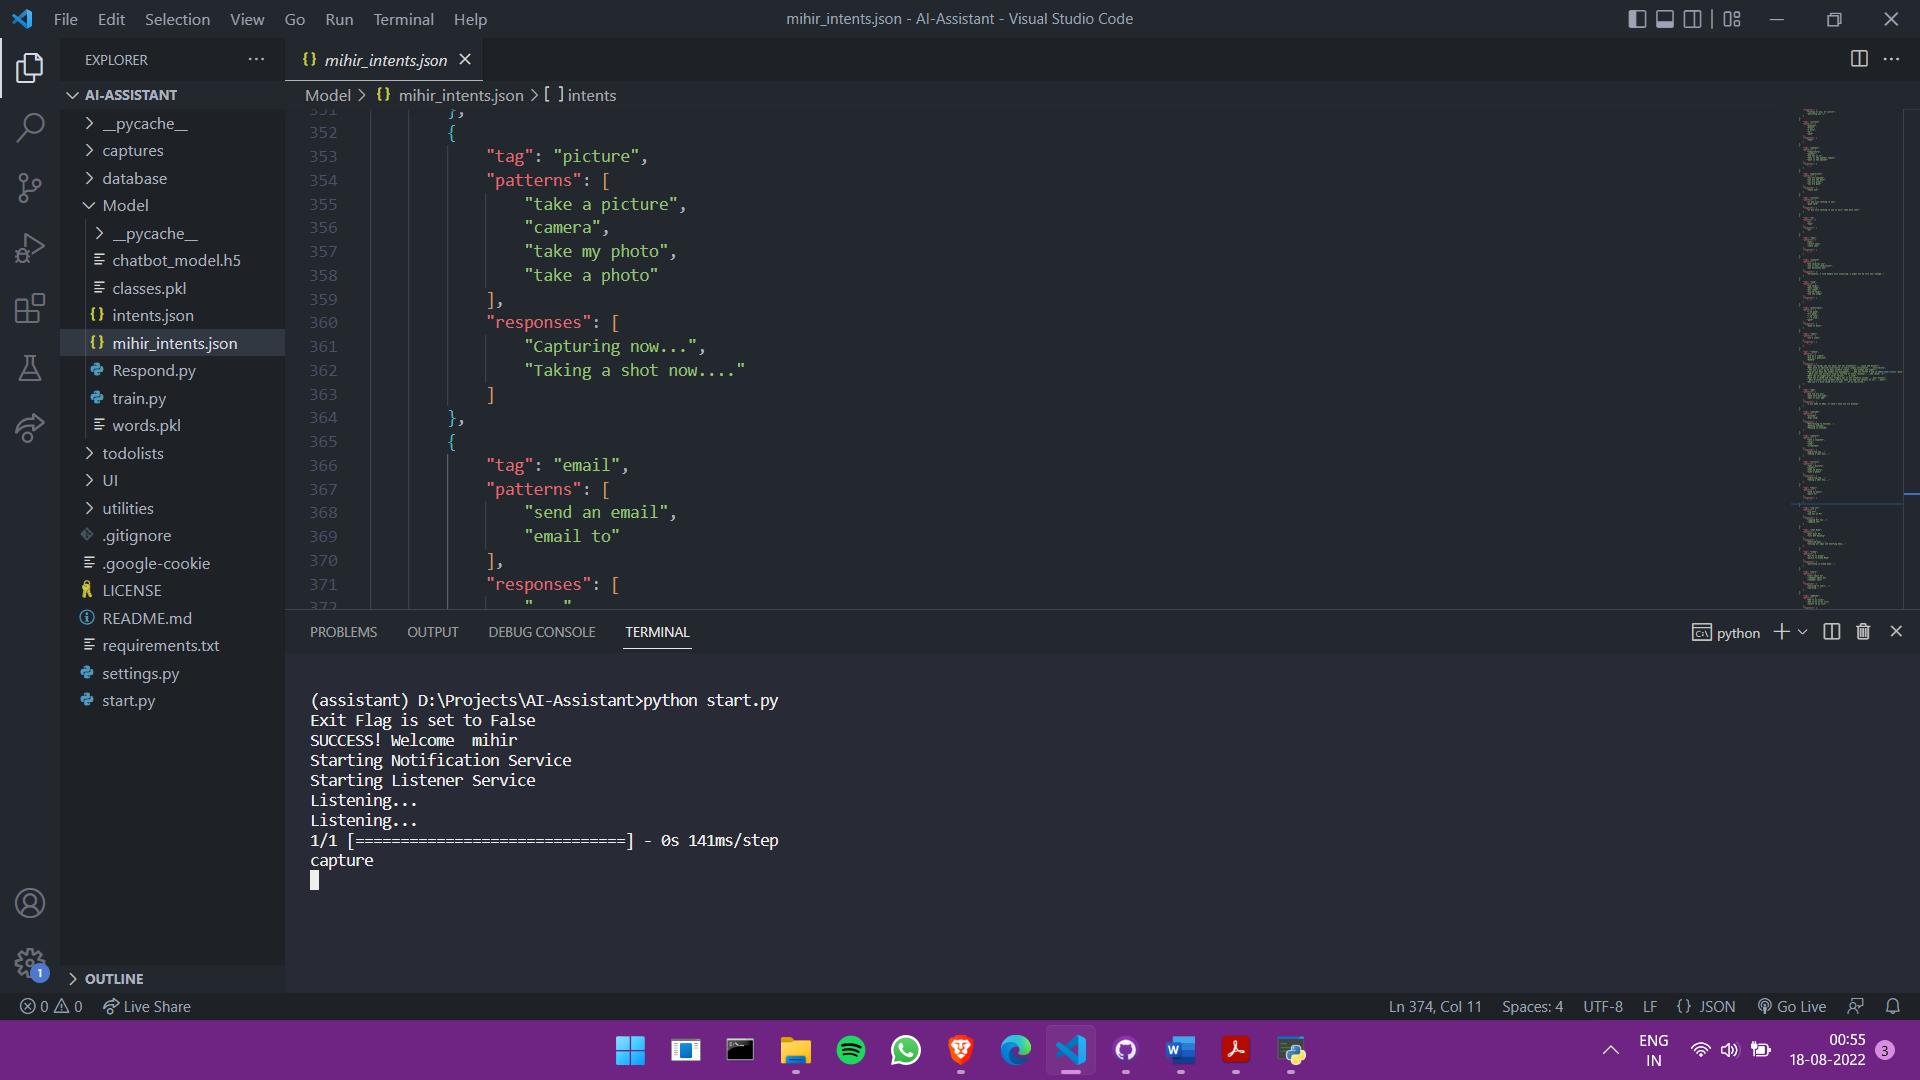 File Edit Selection View Go Run Terminal Help
mihir_intents.json - AI-Assistant - Visual Studio Code
EXPLORER
AI-ASSISTANT
__pycache__
captures
database
Model
__pycache__
chatbot_model.h5
classes.pkl
intents.json
mihir_intents.json
Respond.py
train.py
words.pkl
todolists
UI
utilities
.gitignore
.google-cookie
LICENSE
README.md
requirements.txt
settings.py
start.py
OUTLINE
mihir_intents.json
Model > {} mihir_intents.json > [ ] intents
351 },
352 {
353 "tag": "picture",
354 "patterns": [
355 "take a picture",
356 "camera",
357 "take my photo",
358 "take a photo"
359 ],
360 "responses": [
361 "Capturing now...",
362 "Taking a shot now...."
363 ]
364 },
365 {
366 "tag": "email",
367 "patterns": [
368 "send an email",
369 "email to"
370 ],
371 "responses": [
372
PROBLEMS OUTPUT DEBUG CONSOLE TERMINAL
python
(assistant) D:\Projects\AI-Assistant>python start.py
Exit Flag is set to False
SUCCESS! Welcome  mihir
Starting Notification Service
Starting Listener Service
Listening...
Listening...
1/1 [==============================] - 0s 141ms/step
capture
1
0 0 Live Share
Ln 374, Col 11 Spaces: 4 UTF-8 LF {} JSON Go Live
ENG
IN
00:55
18-08-2022
3